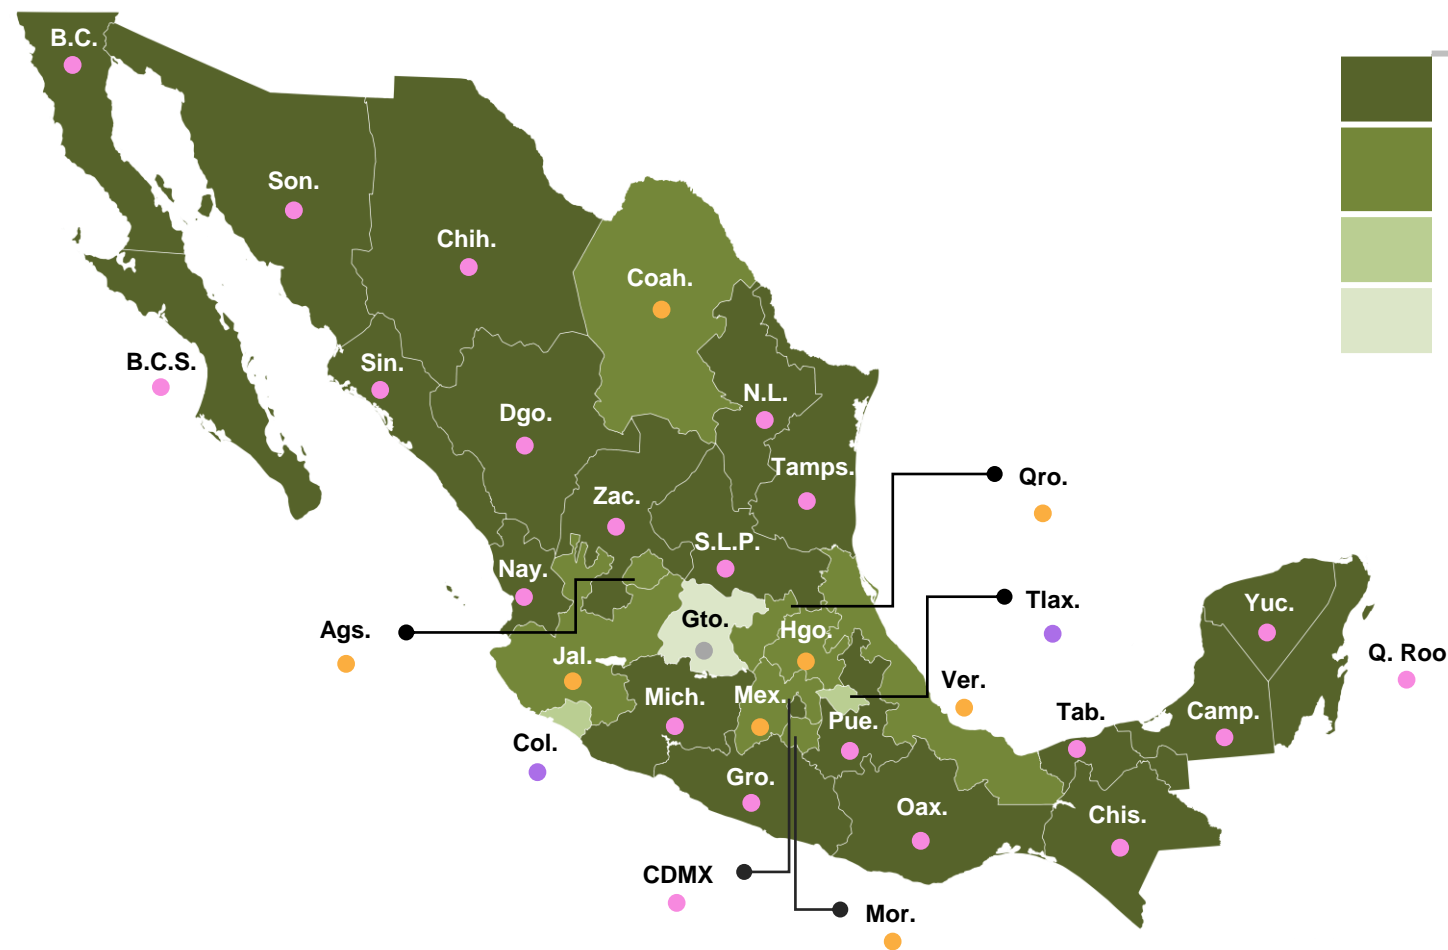 B.C.
Son.
Chih.
Coah.
B.C.S.
Sin.
N.L.
Dgo.
Tamps.
Qro.
Zac.
S.L.P.
Nay.
Tlax.
Yuc.
Ags.
Gto.
Hgo.
Q. Roo
Jal.
Ver.
Mich.
Mex.
Tab.
Camp.
Pue.
Col.
Gro.
Oax.
Chis.
CDMX
Mor.